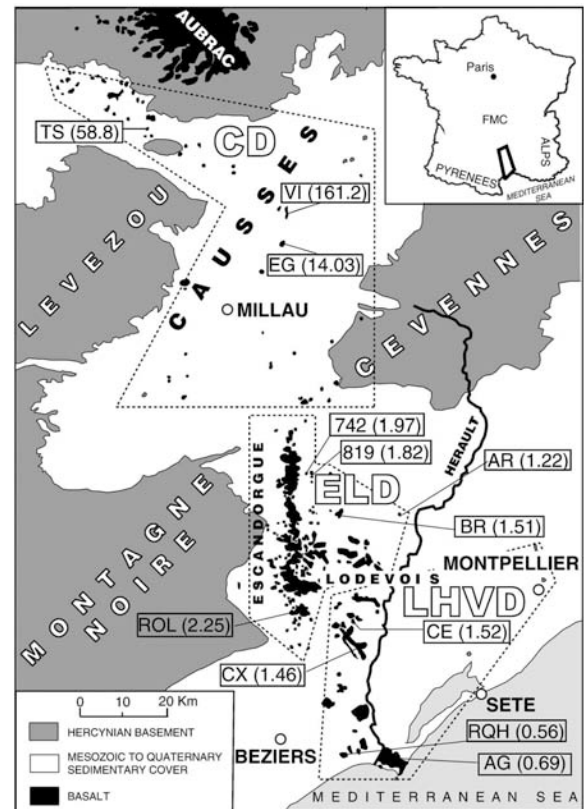 AUBRAC
Paris
FMC
ALPS
PYRENEES
MEDITERRANEAN
SEA
TS (58.8)
CD
CAUSSES
VI (161.2)
EG (14.03)
LEVEZOU
MILLAU
CEVENNES
742 (1.97)
819 (1.82)
HERAULT
AR (1.22)
ESCANDORGUE
ELD
BR (1.51)
MONTAGNE
NOIRE
MONTPELLIER
LODEVOIS
LHVD
ROL (2.25)
CE (1.52)
CX (1.46)
0 10 20 Km
SETE
HERCYNIAN BASEMENT
MESOZOIC TO QUATERNARY
SEDIMENTARY COVER
BASALT
BEZIERS
RQH (0.56)
AG (0.69)
MEDITERRANEAN SEA